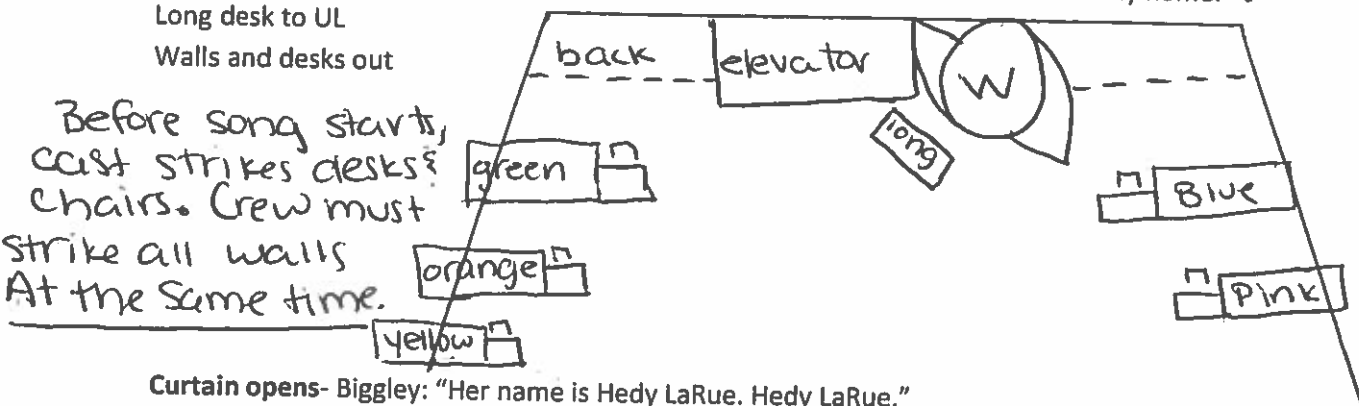 Long desk to UL
Walls and desks out
back
elevator
W
long
Before song starts,
cast strikes desks &
Chairs. Crew must
strike all walls
At the same time.
green
orange
yellow
Blue
Pink
Curtain opens- Biggley: "Her name is Hedy LaRue. Hedy LaRue."